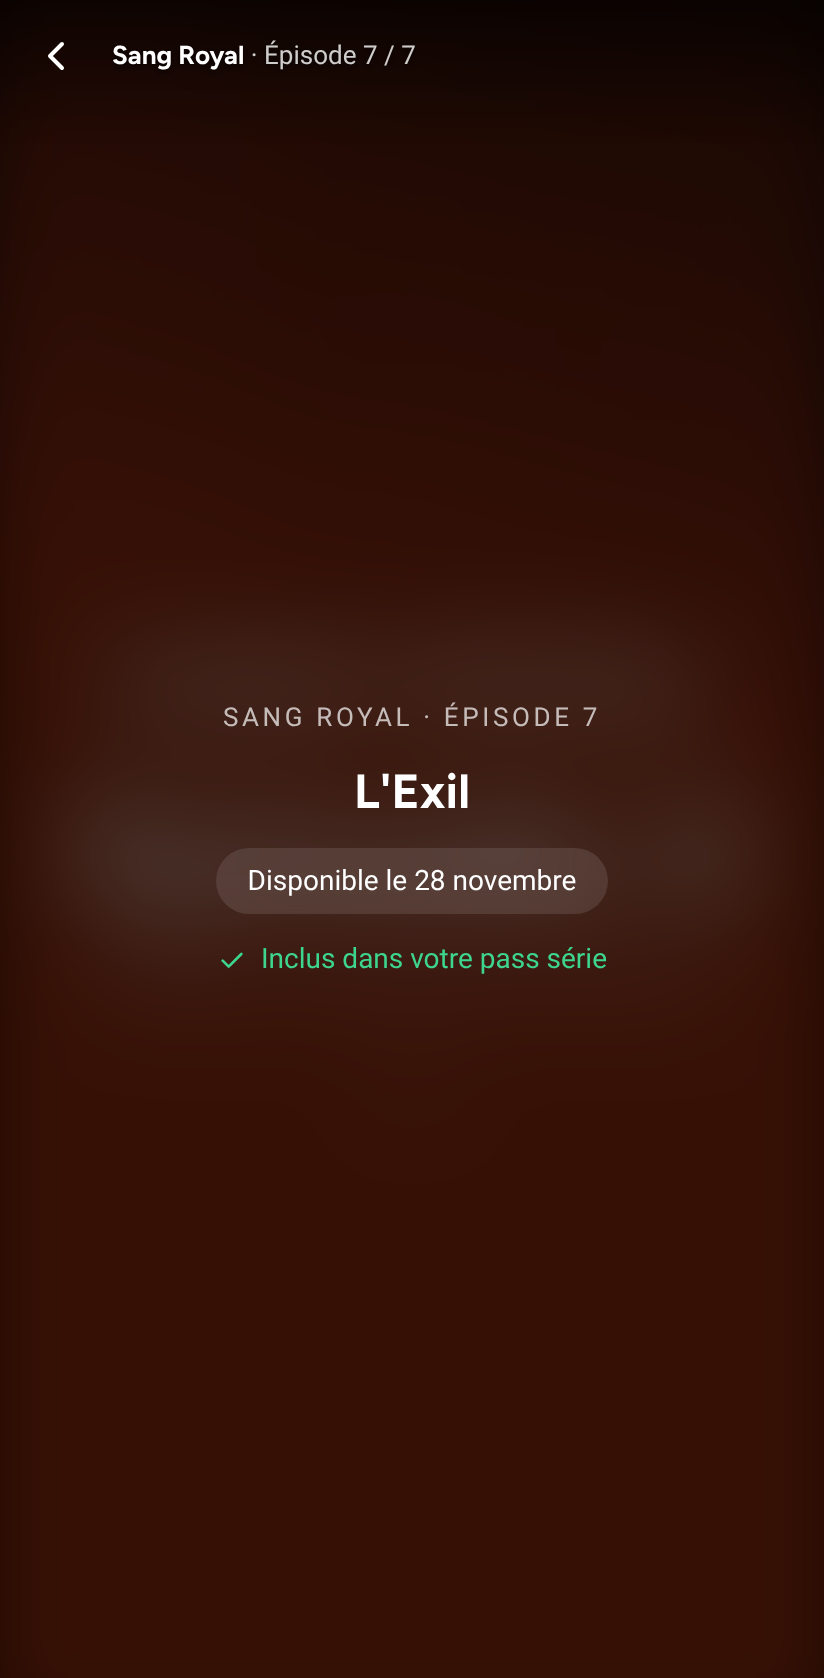 Sang Royal · Épisode 7 / 7
SANG ROYAL · ÉPISODE 7
L'Exil
Disponible le 28 novembre
Inclus dans votre pass série